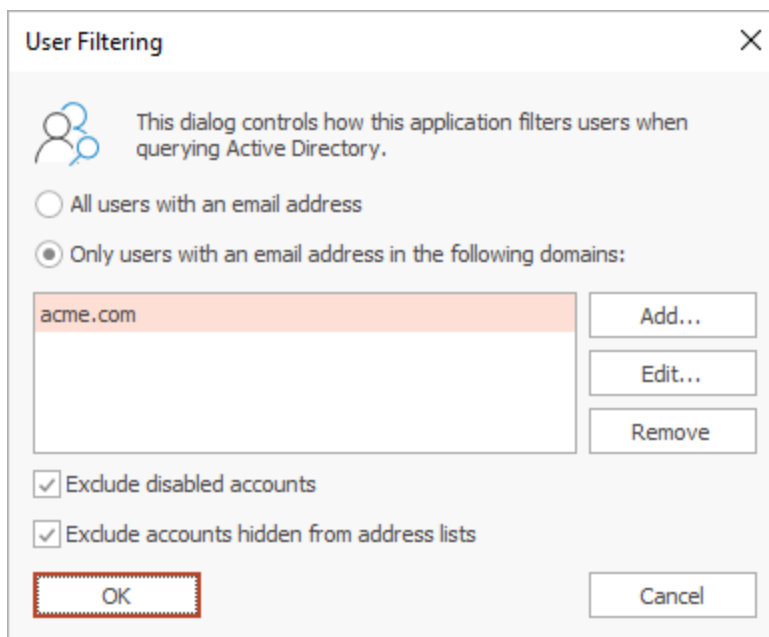 User Filtering
This dialog controls how this application filters users when
querying Active Directory.
All users with an email address
Only users with an email address in the following domains:
acme.com
Add...
Edit...
Remove
Exclude disabled accounts
Exclude accounts hidden from address lists
OK
Cancel